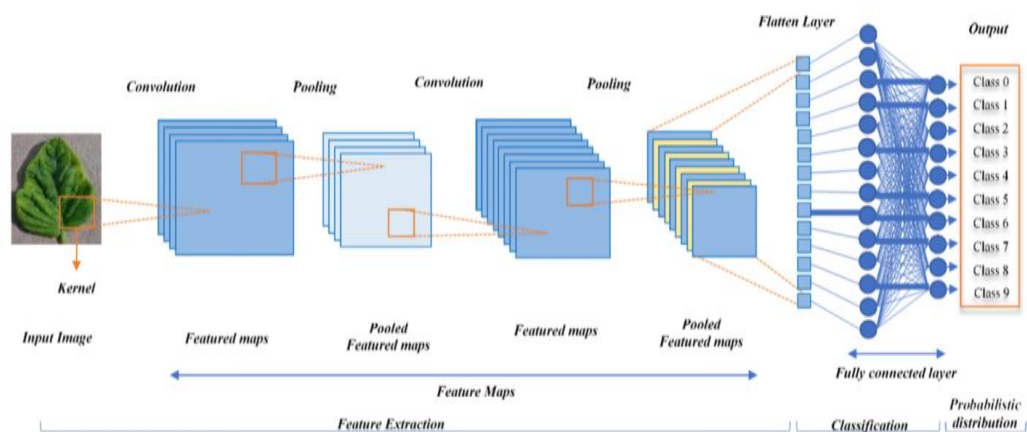 Flatten Layer
Output
Convolution
Pooling
Convolution
Pooling
Class 0
Class 1
Class 2
Class 3
Class 4
Class 5
Class 6
Class 7
Class 8
Class 9
Kernel
Input Image
Featured maps
Pooled
Featured maps
Featured maps
Pooled
Featured maps
Fully connected layer
Feature Maps
Feature Extraction
Classification
Probabilistic
distribution